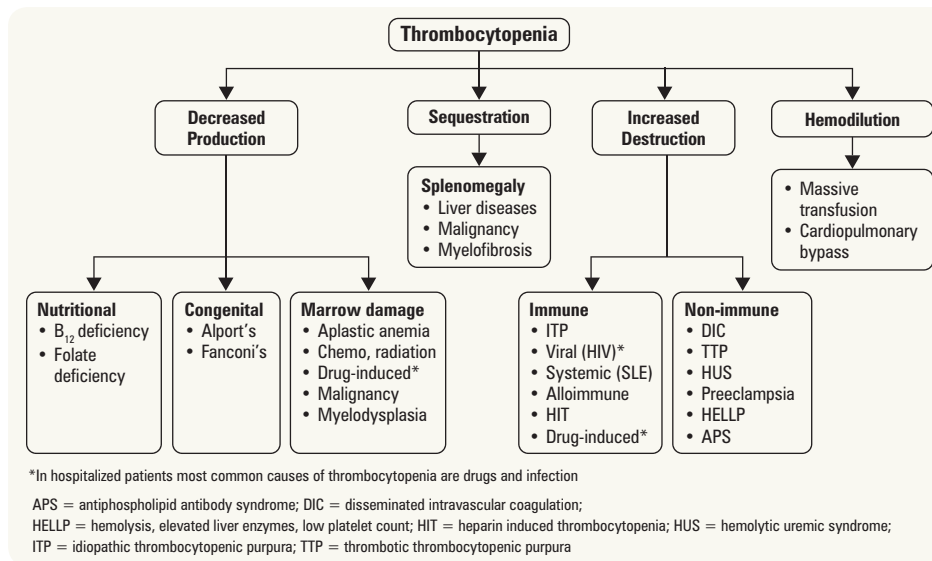 Thrombocytopenia
Decreased
Production
Sequestration
Increased
Destruction
Hemodilution
Splenomegaly
• Liver diseases
• Malignancy
• Myelofibrosis
• Massive
transfusion
• Cardiopulmonary
bypass
Nutritional
• B₁₂ deficiency
• Folate
deficiency
Congenital
• Alport's
• Fanconi's
Marrow damage
• Aplastic anemia
• Chemo, radiation
• Drug-induced*
• Malignancy
• Myelodysplasia
Immune
• ITP
• Viral (HIV)*
• Systemic (SLE)
• Alloimmune
• HIT
• Drug-induced*
Non-immune
• DIC
• TTP
• HUS
• Preeclampsia
• HELLP
• APS
*In hospitalized patients most common causes of thrombocytopenia are drugs and infection
APS = antiphospholipid antibody syndrome; DIC = disseminated intravascular coagulation;
HELLP = hemolysis, elevated liver enzymes, low platelet count; HIT = heparin induced thrombocytopenia; HUS = hemolytic uremic syndrome;
ITP = idiopathic thrombocytopenic purpura; TTP = thrombotic thrombocytopenic purpura